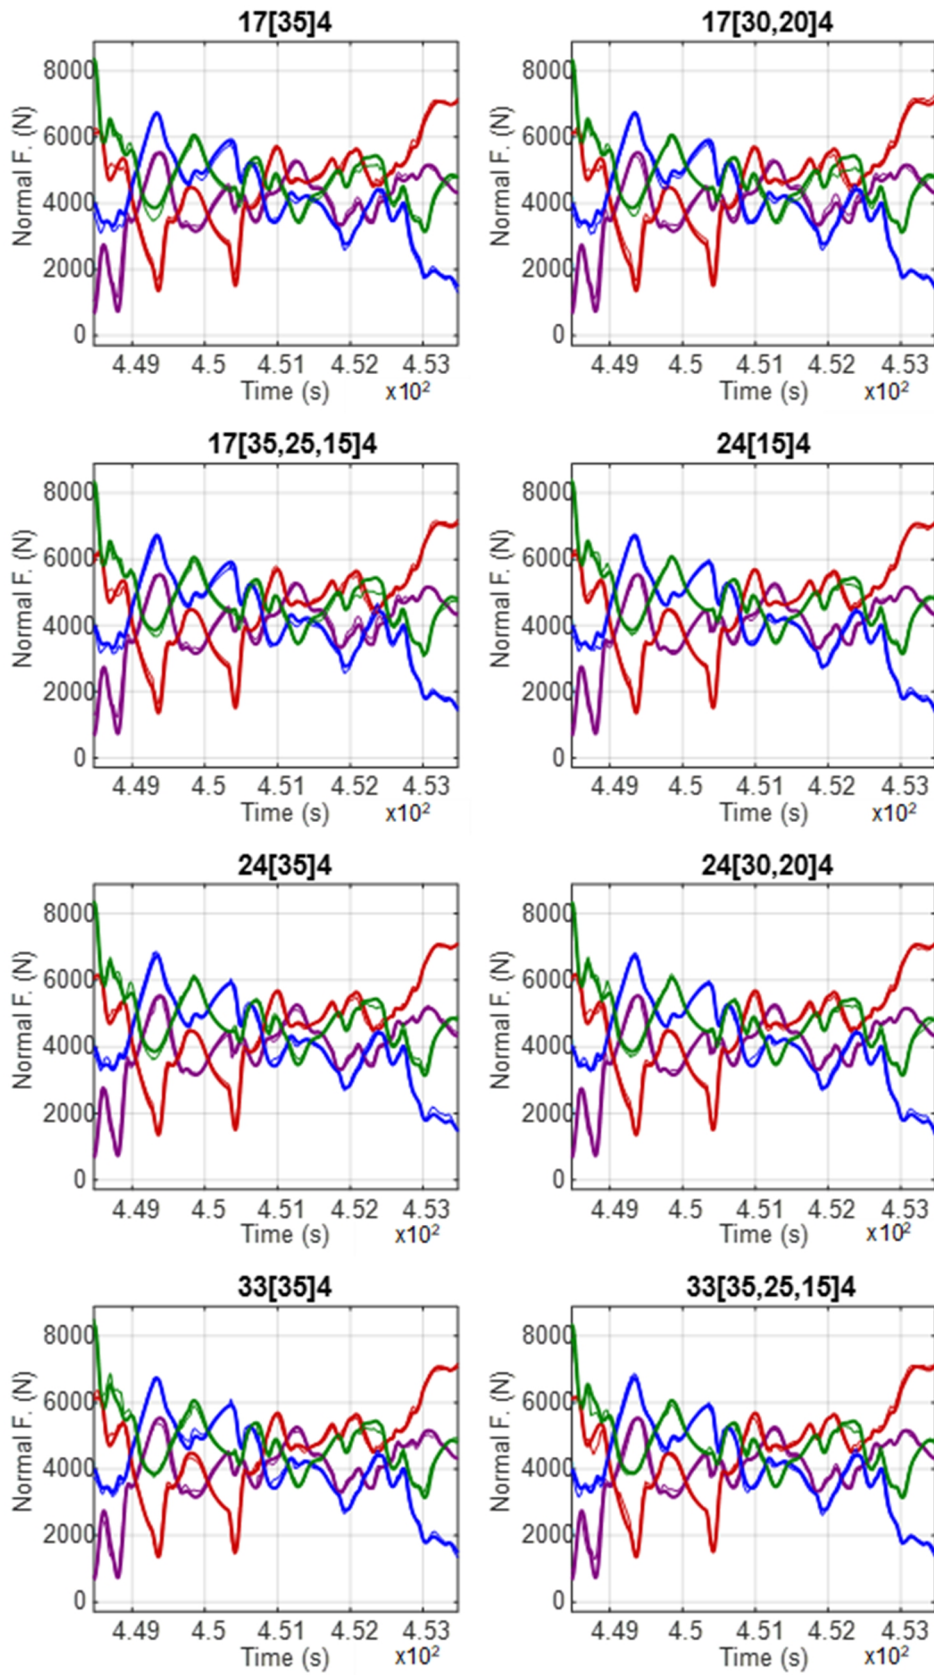 17[35]4
17[30,20]4
Normal F. (N)
8000
6000
4000
2000
0
4.49 4.5 4.51 4.52 4.53
Time (s) x10²
Normal F. (N)
4.49 4.5 4.51 4.52 4.53
8000
6000
4000
2000
0
Time (s) x10²
17[35,25,15]4
24[15]4
Normal F. (N)
8000
6000
4000
2000
0
4.49 4.5 4.51 4.52 4.53
Time (s) x10²
Normal F. (N)
8000
6000
4000
2000
0
4.49 4.5 4.51 4.52 4.53
Time (s) x10²
24[35]4
24[30,20]4
Normal F. (N)
8000
6000
4000
2000
0
4.49 4.5 4.51 4.52 4.53
Time (s) x10²
Normal F. (N)
8000
6000
4000
2000
0
4.49 4.5 4.51 4.52 4.53
Time (s) x10²
33[35]4
33[35,25,15]4
Normal F. (N)
8000
6000
4000
2000
0
4.49 4.5 4.51 4.52 4.53
Time (s) x10²
Normal F. (N)
8000
6000
4000
2000
0
4.49 4.5 4.51 4.52 4.53
Time (s) x10²